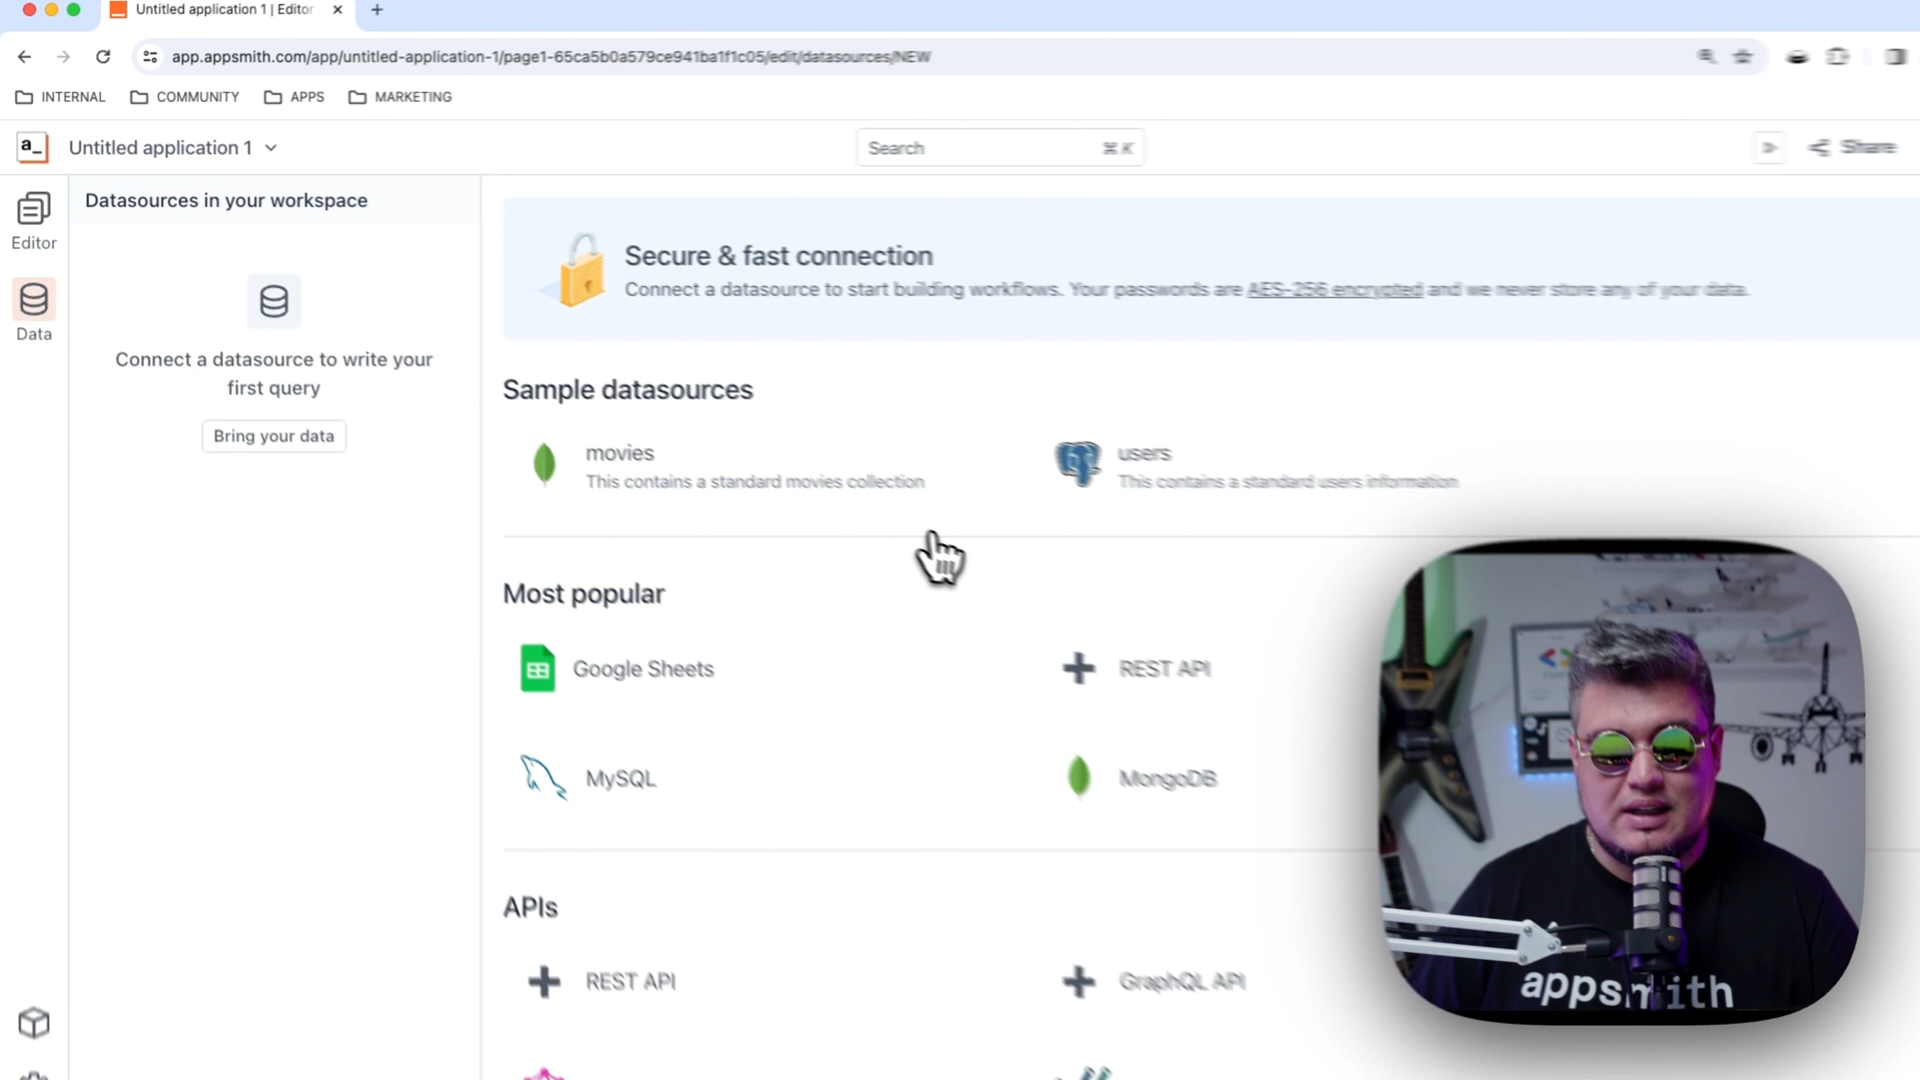 Untitled application 1 | Editor
app.appsmith.com/app/untitled-application-1/page1-65ca5b0a579ce941ba1f1c05/edit/datasources/NEW
INTERNAL COMMUNITY APPS MARKETING
a_ Untitled application 1 Search ⌘ K Share
Datasources in your workspace
Editor
Data
Connect a datasource to write your
first query
Bring your data
Secure & fast connection
Connect a datasource to start building workflows. Your passwords are AES-256 encrypted and we never store any of your data.
Sample datasources
movies
This contains a standard movies collection
users
This contains a standard users information
Most popular
Google Sheets REST API
MySQL MongoDB
APIs
REST API GraphQL API
appsmith